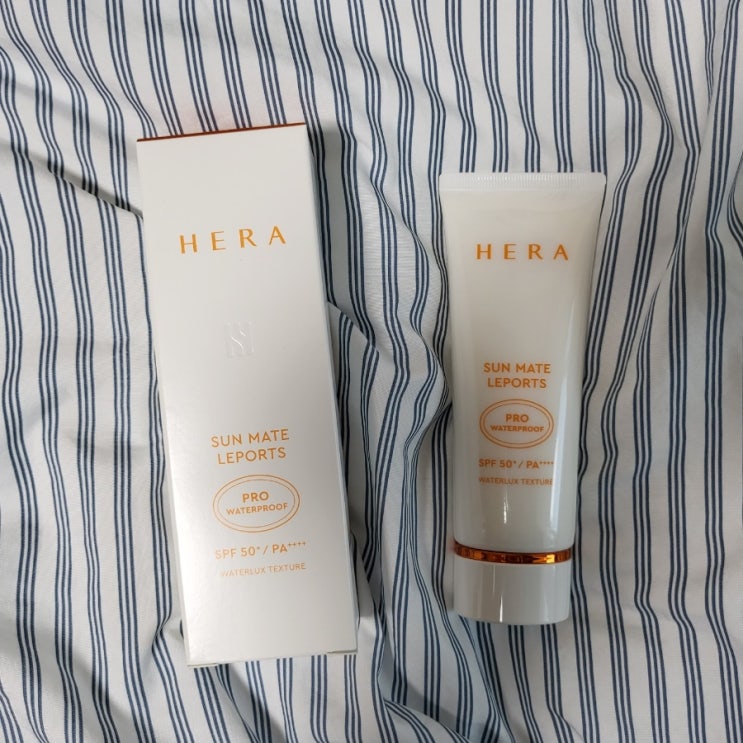 HERA
SUN MATE
LEPORTS
PRO
WATERPROOF
SPF 50⁺ / PA⁺⁺⁺⁺
WATERLUX TEXTURE
HERA
SUN MATE
LEPORTS
PRO
WATERPROOF
SPF 50⁺ / PA⁺⁺⁺⁺
WATERLUX TEXTURE